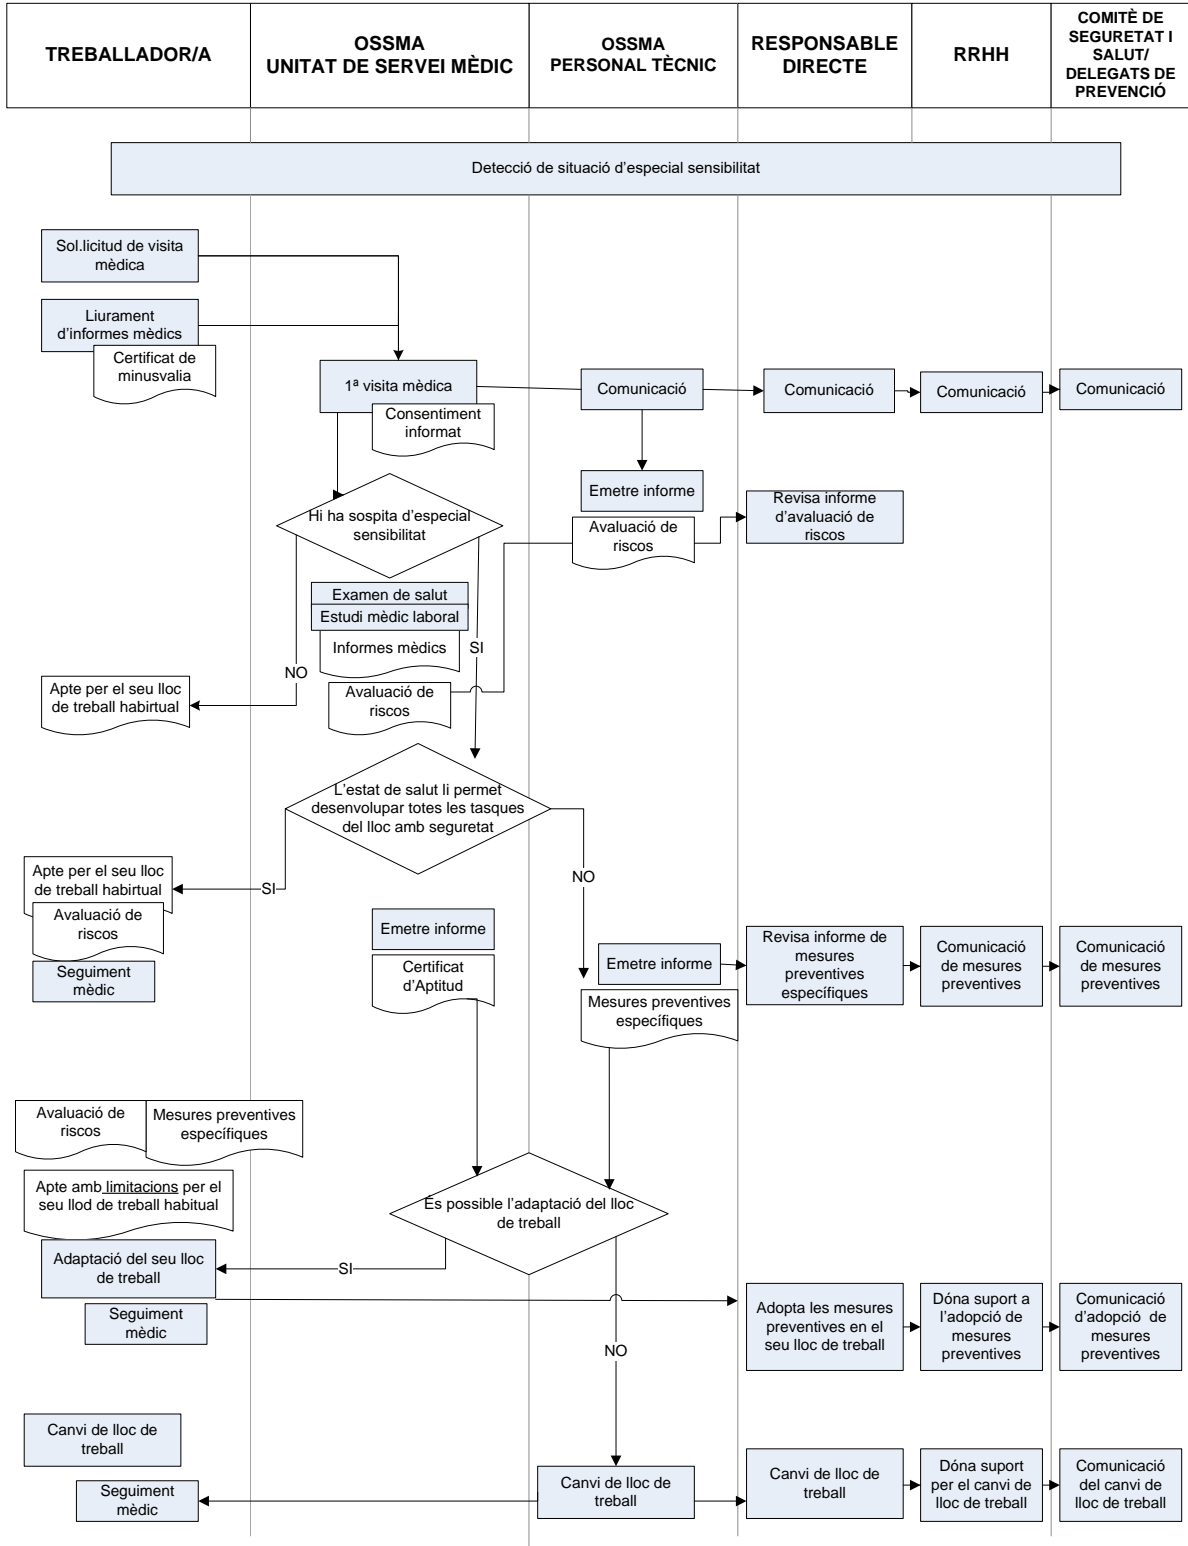 TREBALLADOR/A
OSSMA
UNITAT DE SERVEI MÈDIC
OSSMA
PERSONAL TÈCNIC
RESPONSABLE
DIRECTE
RRHH
COMITÈ DE
SEGURETAT I
SALUT/
DELEGATS DE
PREVENCIÓ
Detecció de situació d'especial sensibilitat
Sol.licitud de visita
mèdica
Lliurament
d'informes mèdics
Certificat de
minusvalia
1ª visita mèdica
Consentiment
informat
Comunicació
Comunicació
Comunicació
Comunicació
Emetre informe
Avaluació de
riscos
Revisa informe
d'avaluació de
riscos
Hi ha sospita d'especial
sensibilitat
Examen de salut
Estudi mèdic laboral
Informes mèdics
SI
NO
Avaluació de
riscos
Apte per el seu lloc
de treball habirtual
L'estat de salut li permet
desenvolupar totes les tasques
del lloc amb seguretat
SI
NO
Apte per el seu lloc
de treball habirtual
Avaluació de
riscos
Seguiment
mèdic
Emetre informe
Certificat
d'Aptitud
Emetre informe
Mesures preventives
específiques
Revisa informe de
mesures
preventives
específiques
Comunicació
de mesures
preventives
Comunicació
de mesures
preventives
Avaluació de
riscos
Mesures preventives
específiques
Apte amb limitacions per el
seu llod de treball habitual
És possible l'adaptació del lloc
de treball
SI
Adaptació del seu lloc
de treball
Seguiment
mèdic
NO
Adopta les mesures
preventives en el
seu lloc de treball
Dóna suport a
l'adopció de
mesures
preventives
Comunicació
d'adopció de
mesures
preventives
Canvi de lloc de
treball
Seguiment
mèdic
Canvi de lloc de
treball
Canvi de lloc de
treball
Dóna suport
per el canvi de
lloc de treball
Comunicació
del canvi de
lloc de treball